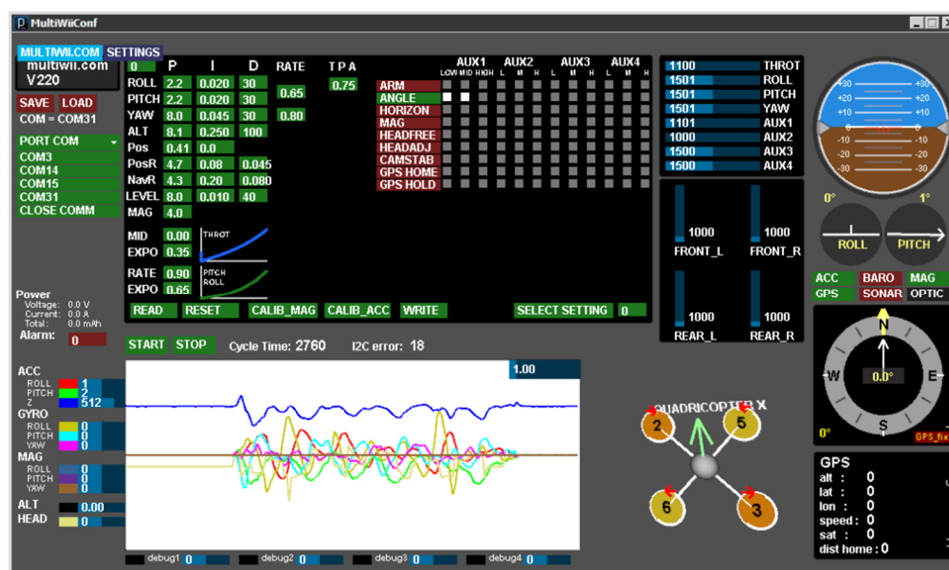 MultiWiiConf
MULTIWII.COM SETTINGS
multiwii.com
V220
SAVE LOAD
COM = COM31
PORT COM
COM3
COM14
COM15
COM31
CLOSE COMM
Power
Voltage: 0.0 V
Current: 0.0 A
Total: 0.0 mAh
Alarm: 0
0 P I D RATE T P A
ROLL 2.2 0.020 30
PITCH 2.2 0.020 30
0.65
0.75
YAW 8.0 0.045 30 0.80
ALT 8.1 0.250 100
Pos 0.41 0.0
PosR 4.7 0.08 0.045
NavR 4.3 0.20 0.080
LEVEL 8.0 0.010 40
MAG 4.0
MID 0.00
EXPO 0.35
THROT
RATE 0.90
EXPO 0.65
PITCH
ROLL
AUX1 AUX2 AUX3 AUX4
LOW MID HIGH L M H L M H L M H
ARM
ANGLE
HORIZON
MAG
HEADFREE
HEADADJ
CAMSTAB
GPS HOME
GPS HOLD
READ RESET CALIB_MAG CALIB_ACC WRITE SELECT SETTING 0
1100 THROT
1501 ROLL
1501 PITCH
1501 YAW
1101 AUX1
1000 AUX2
1500 AUX3
1500 AUX4
1000 1000
FRONT_L FRONT_R
1000 1000
REAR_L REAR_R
+30 +30
+20 +20
+10 +10
0 0
-10 -10
-20 -20
-30 -30
0° 1°
ROLL PITCH
ACC BARO MAG
GPS SONAR OPTIC
N
W 0.0° E
S
0° GPS_fix
GPS
alt : 0
lat : 0
lon : 0
speed : 0
sat : 0
dist home : 0
START STOP Cycle Time: 2760 I2C error: 18
1.00
ACC
ROLL 1
PITCH 2
Z 512
GYRO
ROLL 0
PITCH 0
YAW 0
MAG
ROLL 0
PITCH 0
YAW 0
ALT 0.00
HEAD 0
debug1 0 debug2 0 debug3 0 debug4 0
QUADRICOPTER X
2 5
6 3